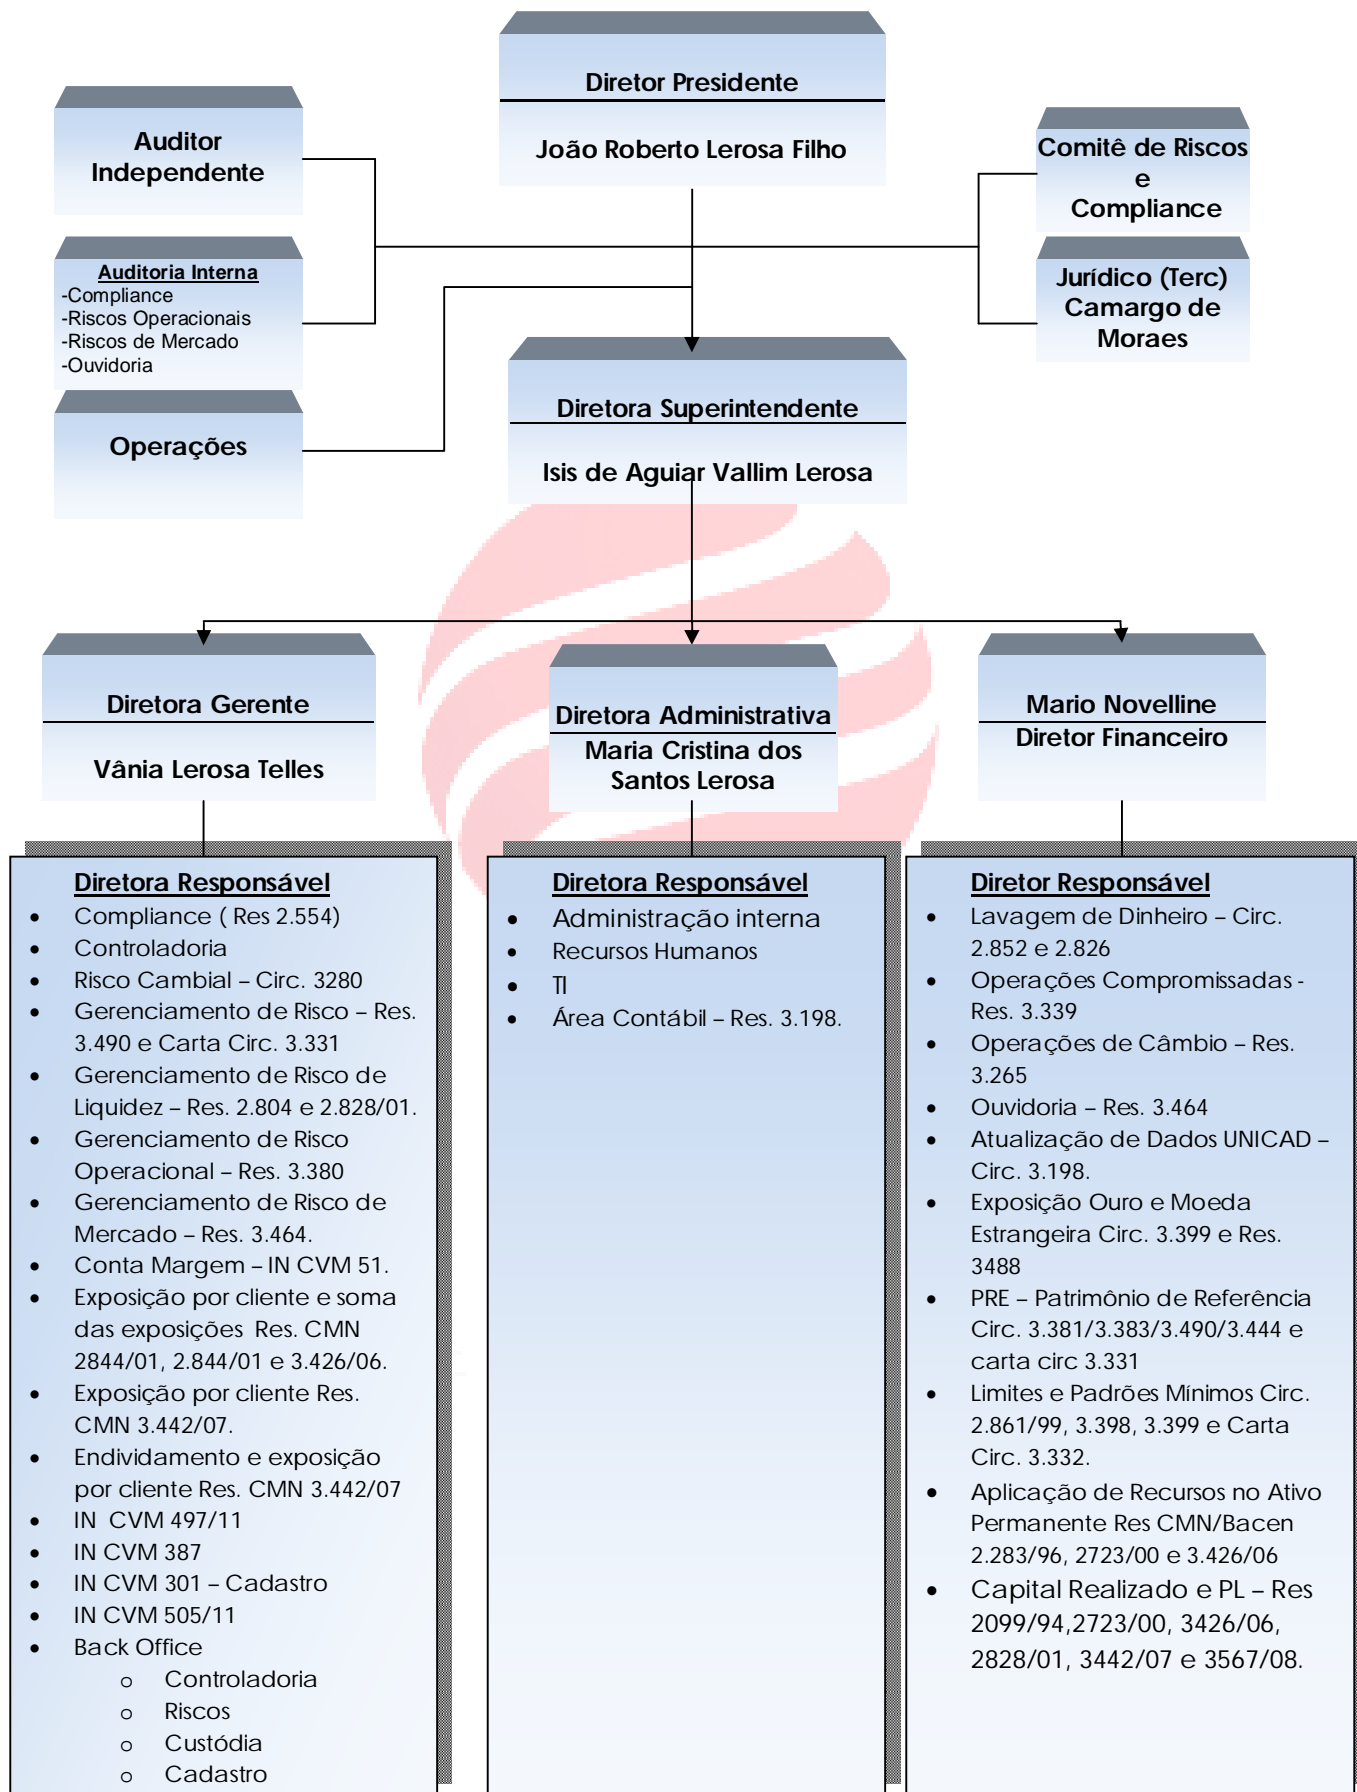 Diretor Presidente
João Roberto Lerosa Filho
Auditor
Independente
Comitê de Riscos
e
Compliance
Auditoria Interna
-Compliance
-Riscos Operacionais
-Riscos de Mercado
-Ouvidoria
Jurídico (Terc)
Camargo de
Moraes
Operações
Diretora Superintendente
Isis de Aguiar Vallim Lerosa
Diretora Gerente
Vânia Lerosa Telles
Diretora Administrativa
Maria Cristina dos
Santos Lerosa
Mario Novelline
Diretor Financeiro
Diretora Responsável
• Compliance ( Res 2.554)
• Controladoria
• Risco Cambial – Circ. 3280
• Gerenciamento de Risco – Res.
3.490 e Carta Circ. 3.331
• Gerenciamento de Risco de
Liquidez – Res. 2.804 e 2.828/01.
• Gerenciamento de Risco
Operacional – Res. 3.380
• Gerenciamento de Risco de
Mercado – Res. 3.464.
• Conta Margem – IN CVM 51.
• Exposição por cliente e soma
das exposições Res. CMN
2844/01, 2.844/01 e 3.426/06.
• Exposição por cliente Res.
CMN 3.442/07.
• Endividamento e exposição
por cliente Res. CMN 3.442/07
• IN CVM 497/11
• IN CVM 387
• IN CVM 301 – Cadastro
• IN CVM 505/11
• Back Office
o Controladoria
o Riscos
o Custódia
o Cadastro
Diretora Responsável
• Administração interna
• Recursos Humanos
• TI
• Área Contábil – Res. 3.198.
Diretor Responsável
• Lavagem de Dinheiro – Circ.
2.852 e 2.826
• Operações Compromissadas -
Res. 3.339
• Operações de Câmbio – Res.
3.265
• Ouvidoria – Res. 3.464
• Atualização de Dados UNICAD –
Circ. 3.198.
• Exposição Ouro e Moeda
Estrangeira Circ. 3.399 e Res.
3488
• PRE – Patrimônio de Referência
Circ. 3.381/3.383/3.490/3.444 e
carta circ 3.331
• Limites e Padrões Mínimos Circ.
2.861/99, 3.398, 3.399 e Carta
Circ. 3.332.
• Aplicação de Recursos no Ativo
Permanente Res CMN/Bacen
2.283/96, 2723/00 e 3.426/06
• Capital Realizado e PL – Res
2099/94,2723/00, 3426/06,
2828/01, 3442/07 e 3567/08.